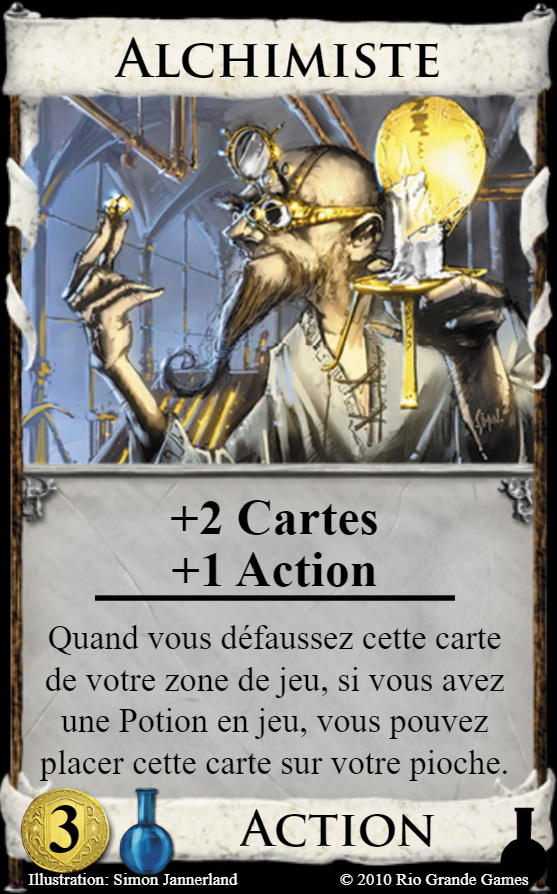 ALCHIMISTE
+2 Cartes
+1 Action
Quand vous défaussez cette carte
de votre zone de jeu, si vous avez
une Potion en jeu, vous pouvez
placer cette carte sur votre pioche.
3
ACTION
Illustration: Simon Jannerland
© 2010 Rio Grande Games